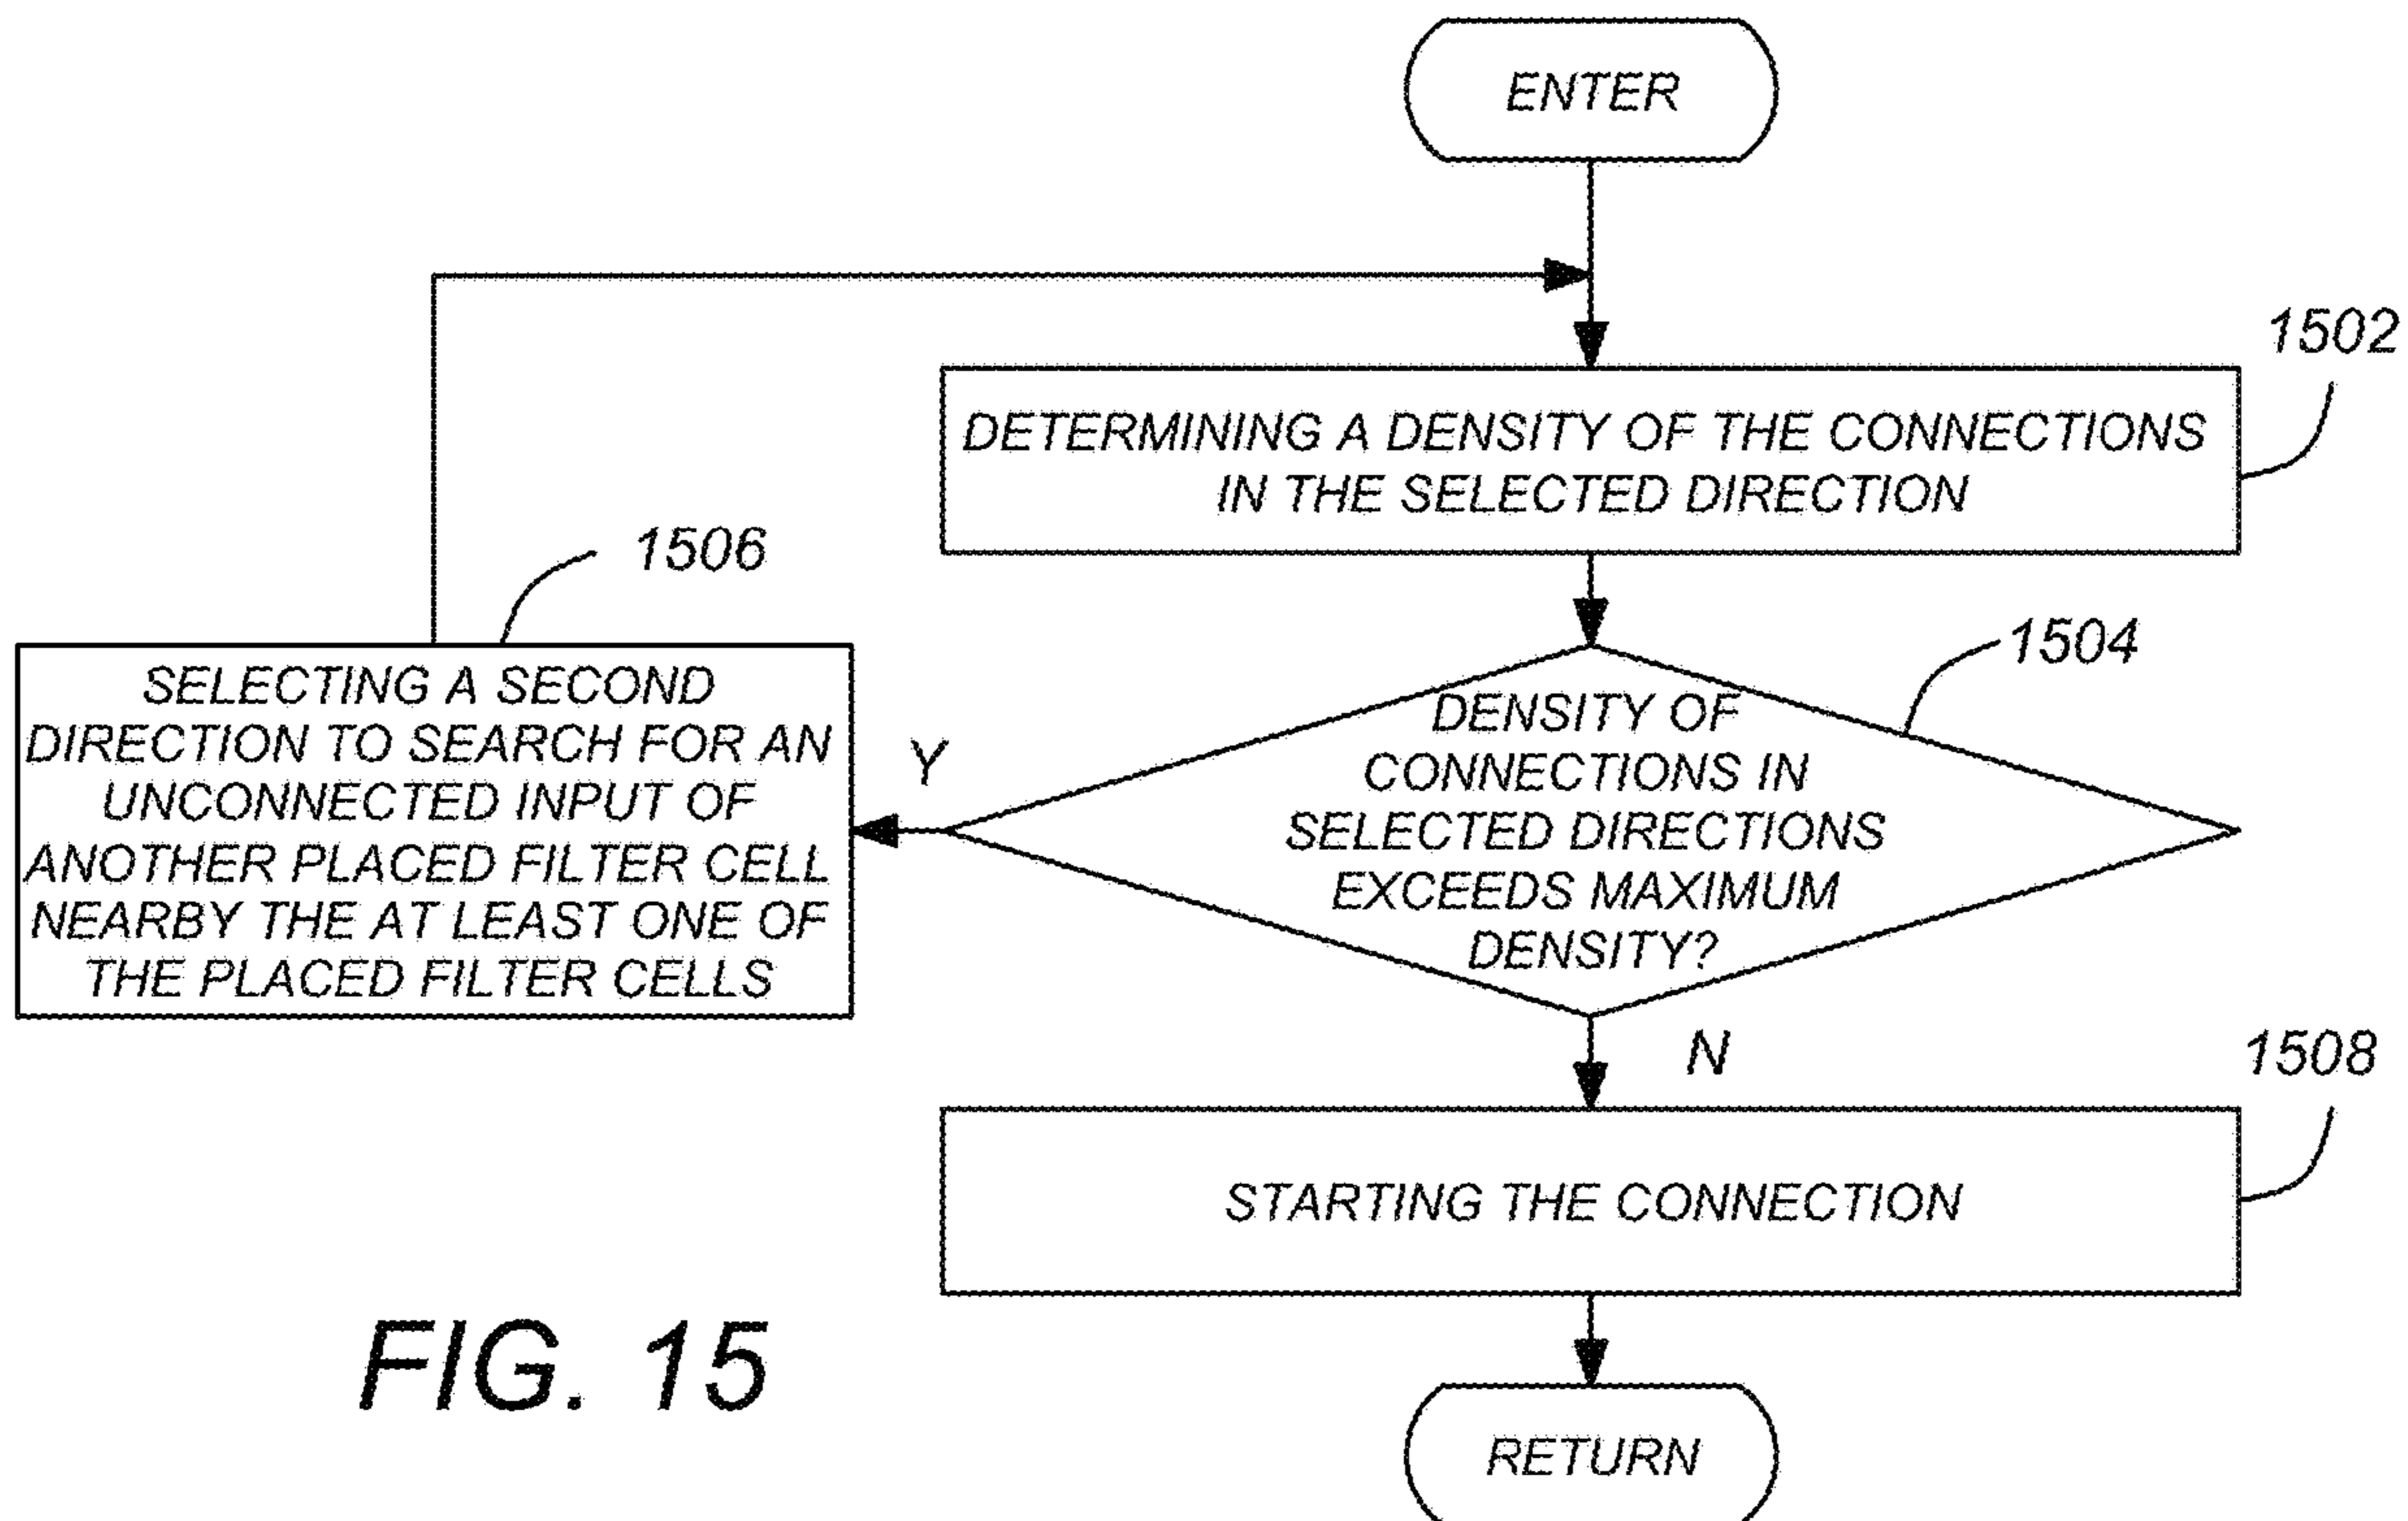 ENTER
1502
DETERMINING A DENSITY OF THE CONNECTIONS
IN THE SELECTED DIRECTION
1506
SELECTING A SECOND
DIRECTION TO SEARCH FOR AN
UNCONNECTED INPUT OF
ANOTHER PLACED FILTER CELL
NEARBY THE AT LEAST ONE OF
THE PLACED FILTER CELLS
Y
1504
DENSITY OF
CONNECTIONS IN
SELECTED DIRECTIONS
EXCEEDS MAXIMUM
DENSITY?
N
1508
STARTING THE CONNECTION
RETURN
FIG. 15